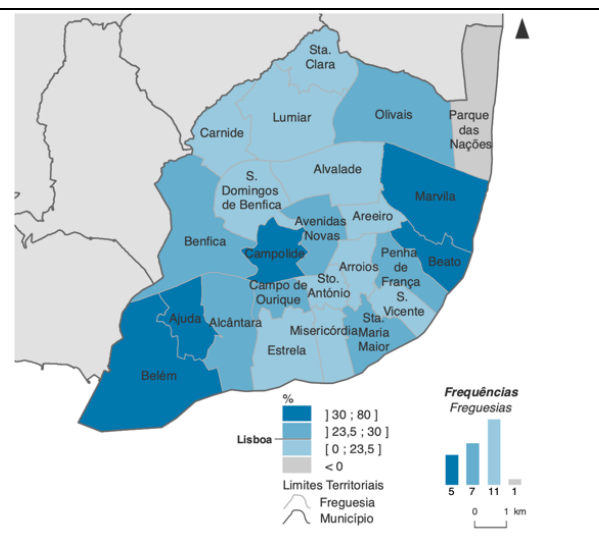 Sta.
Clara
Lumiar
Olivais
Parque
das
Nações
Carnide
Alvalade
S.
Domingos
de Benfica
Marvila
Avenidas
Novas
Areeiro
Benfica
Campolide
Penha
de
França
Beato
Arroios
Sto.
António
Campo de
Ourique
S.
Vicente
Ajuda
Alcântara
Misericórdia
Sta.
Maria
Maior
Estrela
Belém
%
] 30 ; 80 ]
] 23,5 ; 30 ]
Lisboa
[ 0 ; 23,5 ]
< 0
Limites Territoriais
Freguesia
Município
Frequências
Freguesias
5 7 11 1
0 1 km